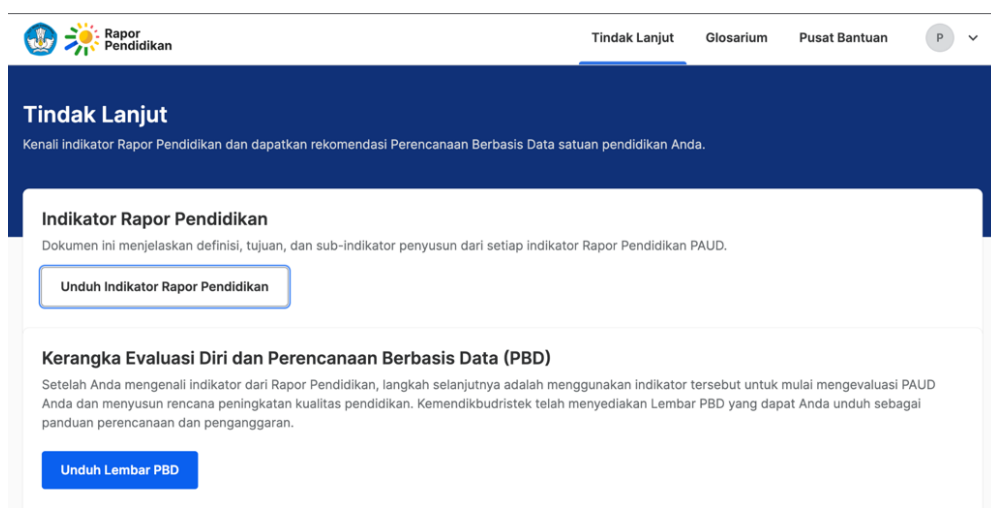 Rapor
Pendidikan
Tindak Lanjut
Glosarium
Pusat Bantuan
P
Tindak Lanjut
Kenali indikator Rapor Pendidikan dan dapatkan rekomendasi Perencanaan Berbasis Data satuan pendidikan Anda.
Indikator Rapor Pendidikan
Dokumen ini menjelaskan definisi, tujuan, dan sub-indikator penyusun dari setiap indikator Rapor Pendidikan PAUD.
Unduh Indikator Rapor Pendidikan
Kerangka Evaluasi Diri dan Perencanaan Berbasis Data (PBD)
Setelah Anda mengenali indikator dari Rapor Pendidikan, langkah selanjutnya adalah menggunakan indikator tersebut untuk mulai mengevaluasi PAUD
Anda dan menyusun rencana peningkatan kualitas pendidikan. Kemendikbudristek telah menyediakan Lembar PBD yang dapat Anda unduh sebagai
panduan perencanaan dan penganggaran.
Unduh Lembar PBD